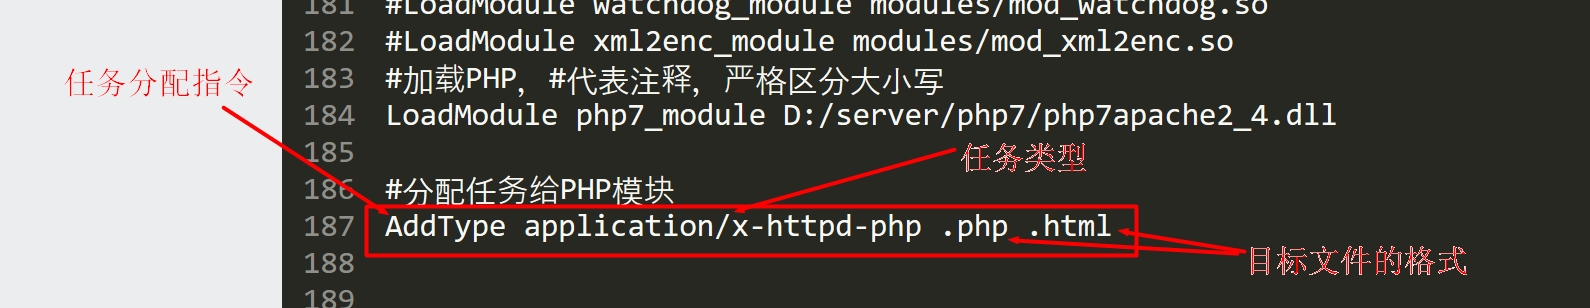 181 #LoadModule watchdog_module modules/mod_watchdog.so
182 #LoadModule xml2enc_module modules/mod_xml2enc.so
183 #加载PHP，#代表注释，严格区分大小写
任务分配指令
184 LoadModule php7_module D:/server/php7/php7apache2_4.dll
185
任务类型
186 #分配任务给PHP模块
187 AddType application/x-httpd-php .php .html
188
目标文件的格式
189